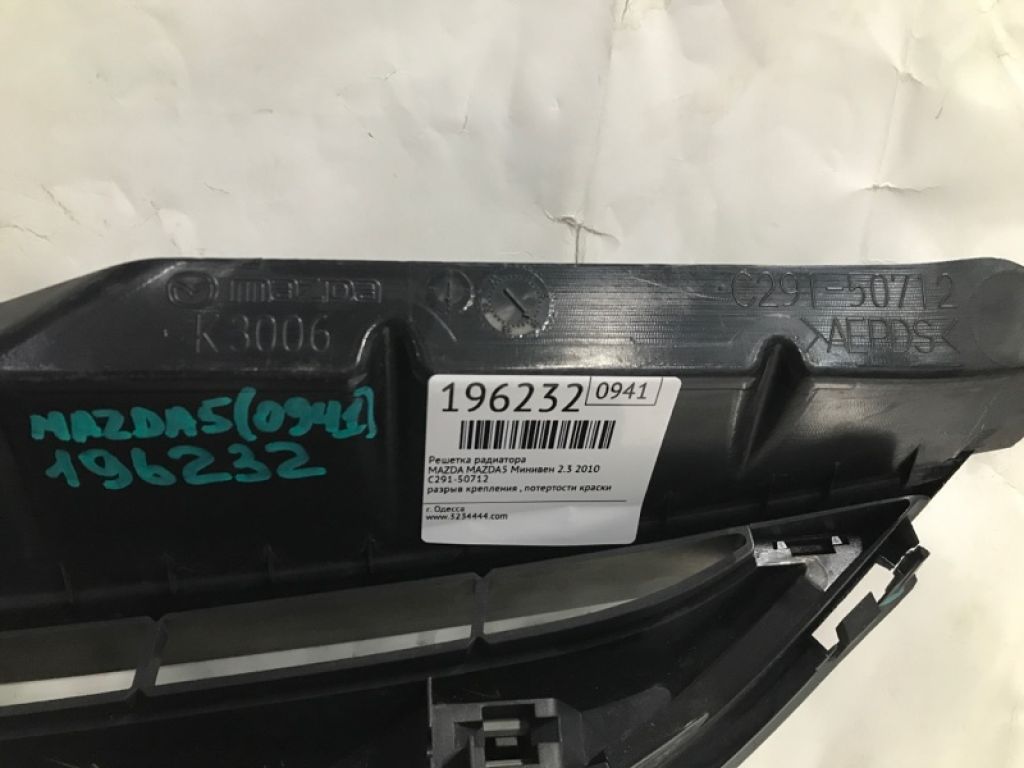 mazda
K3006
C291-50712
>AEPDS<
MAZDA5(0941)
196232
196232 0941
Решетка радиатора
MAZDA MAZDA5 Минивен 2.3 2010
C291-50712
разрыв крепления , потертости краски
г. Одесса
www.5234444.com